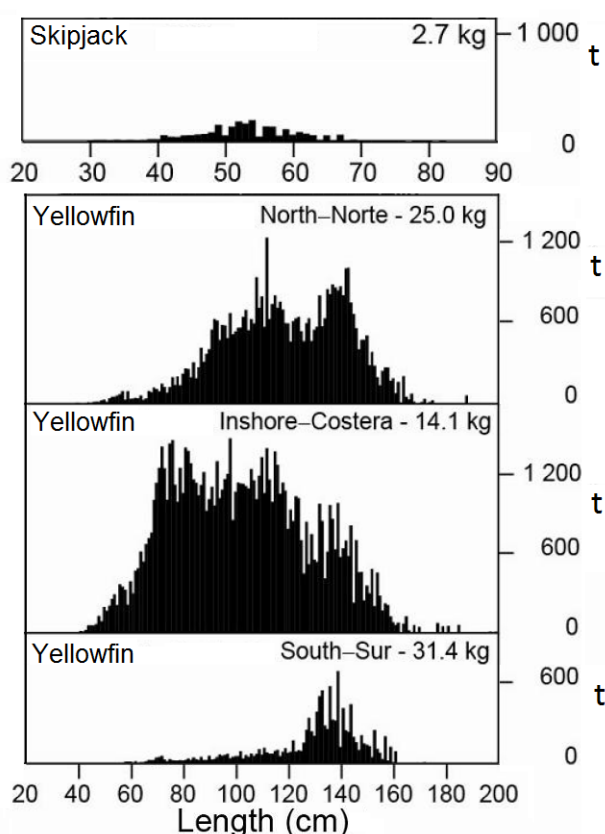 Skipjack 2.7 kg
1 000
t
0
20 30 40 50 60 70 80 90
Yellowfin North–Norte - 25.0 kg
1 200
t
600
0
Yellowfin Inshore–Costera - 14.1 kg
1 200
t
600
0
Yellowfin South–Sur - 31.4 kg
600
t
0
20 40 60 80 100 120 140 160 180 200
Length (cm)